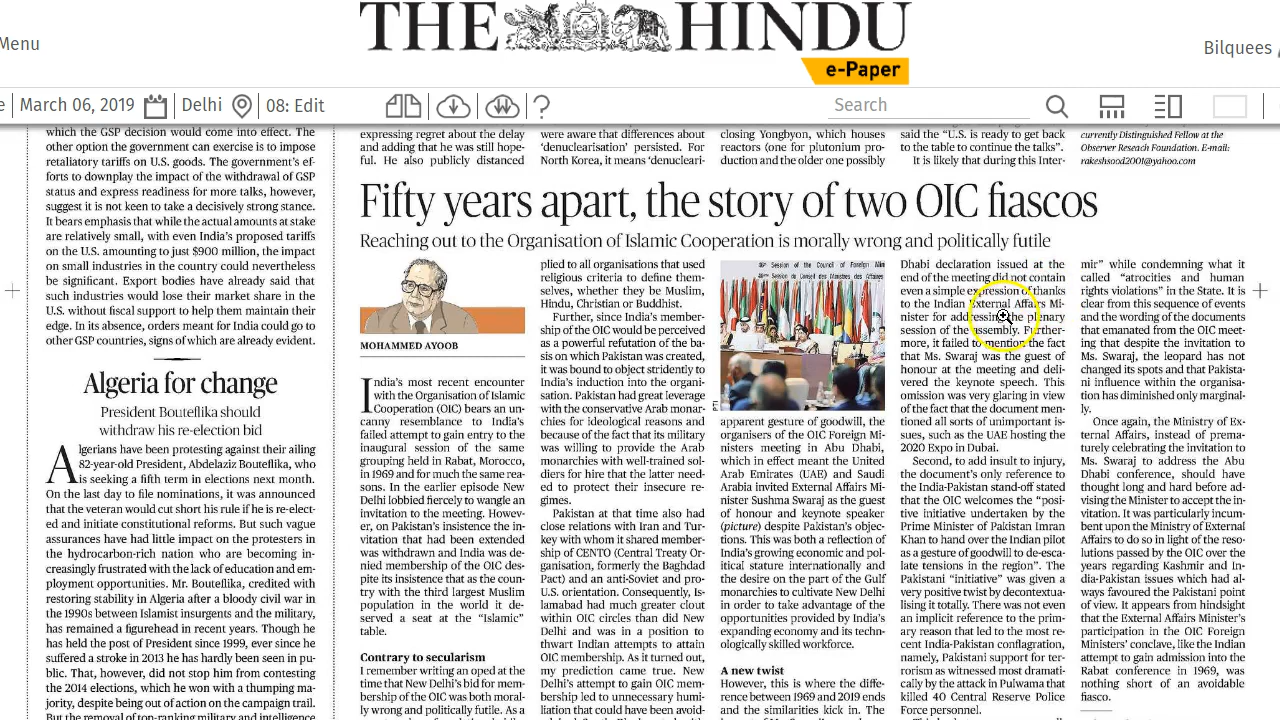 THE HINDU
e-Paper
Menu
Bilquees
e
March 06, 2019
Delhi
08: Edit
?
Search
which the GSP decision would come into effect. The
other option the government can exercise is to impose
retaliatory tariffs on U.S. goods. The government's ef-
forts to downplay the impact of the withdrawal of GSP
status and express readiness for more talks, however,
suggest it is not keen to take a decisively strong stance.
It bears emphasis that while the actual amounts at stake
are relatively small, with even India's proposed tariffs
on the U.S. amounting to just $900 million, the impact
on small industries in the country could nevertheless
be significant. Export bodies have already said that
such industries would lose their market share in the
U.S. without fiscal support to help them maintain their
edge. In its absence, orders meant for India could go to
other GSP countries, signs of which are already evident.
Algeria for change
President Bouteflika should
withdraw his re-election bid
Algerians have been protesting against their ailing
82-year-old President, Abdelaziz Bouteflika, who
is seeking a fifth term in elections next month.
On the last day to file nominations, it was announced
that the veteran would cut short his rule if he is re-elect-
ed and initiate constitutional reforms. But such vague
assurances have had little impact on the protesters in
the hydrocarbon-rich nation who are becoming in-
creasingly frustrated with the lack of education and em-
ployment opportunities. Mr. Bouteflika, credited with
restoring stability in Algeria after a bloody civil war in
the 1990s between Islamist insurgents and the military,
has remained a figurehead in recent years. Though he
has held the post of President since 1999, ever since he
suffered a stroke in 2013 he has hardly been seen in pu-
blic. That, however, did not stop him from contesting
the 2014 elections, which he won with a thumping ma-
jority, despite being out of action on the campaign trail.
But the removal of top-ranking military and intelligence
expressing regret about the delay
and adding that he was still hope-
ful. He also publicly distanced
were aware that differences about
'denuclearisation' persisted. For
North Korea, it means 'denucleari-
closing Yongbyon, which houses
reactors (one for plutonium pro-
duction and the older one possibly
said the "U.S. is ready to get back
to the table to continue the talks".
It is likely that during this Inter-
currently Distinguished Fellow at the
Observer Reseach Foundation. E-mail:
rakeshsood2001@yahoo.com
Fifty years apart, the story of two OIC fiascos
Reaching out to the Organisation of Islamic Cooperation is morally wrong and politically futile
MOHAMMED AYOOB
India's most recent encounter
with the Organisation of Islamic
Cooperation (OIC) bears an un-
canny resemblance to India's
failed attempt to gain entry to the
inaugural session of the same
grouping held in Rabat, Morocco,
in 1969 and for much the same rea-
sons. In the earlier episode New
Delhi lobbied fiercely to wangle an
invitation to the meeting. Howev-
er, on Pakistan's insistence the in-
vitation that had been extended
was withdrawn and India was de-
nied membership of the OIC des-
pite its insistence that as the coun-
try with the third largest Muslim
population in the world it de-
served a seat at the "Islamic"
table.
Contrary to secularism
I remember writing an oped at the
time that New Delhi's bid for mem-
bership of the OIC was both moral-
ly wrong and politically futile. As a
plied to all organisations that used
religious criteria to define them-
selves, whether they be Muslim,
Hindu, Christian or Buddhist.
Further, since India's member-
ship of the OIC would be perceived
as a powerful refutation of the ba-
sis on which Pakistan was created,
it was bound to object stridently to
India's induction into the organi-
sation. Pakistan had great leverage
with the conservative Arab monar-
chies for ideological reasons and
because of the fact that its military
was willing to provide the Arab
monarchies with well-trained sol-
diers for hire that the latter need-
ed to protect their insecure re-
gimes.
Pakistan at that time also had
close relations with Iran and Tur-
key with whom it shared member-
ship of CENTO (Central Treaty Or-
ganisation, formerly the Baghdad
Pact) and an anti-Soviet and pro-
U.S. orientation. Consequently, Is-
lamabad had much greater clout
within OIC circles than did New
Delhi and was in a position to
thwart Indian attempts to attain
OIC membership. As it turned out,
my prediction came true. New
Delhi's attempt to gain OIC mem-
bership led to unnecessary humi-
liation that could have been avoid-
Session of the Council of Foreign Min
Session du Conseil des Ministres des Affaires
PTI
apparent gesture of goodwill, the
organisers of the OIC Foreign Mi-
nisters meeting in Abu Dhabi,
which in effect meant the United
Arab Emirates (UAE) and Saudi
Arabia invited External Affairs Mi-
nister Sushma Swaraj as the guest
of honour and keynote speaker
(picture) despite Pakistan's objec-
tions. This was both a reflection of
India's growing economic and pol-
itical stature internationally and
the desire on the part of the Gulf
monarchies to cultivate New Delhi
in order to take advantage of the
opportunities provided by India's
expanding economy and its techn-
ologically skilled workforce.
A new twist
However, this is where the diffe-
rence between 1969 and 2019 ends
and the similarities kick in. The
Dhabi declaration issued at the
end of the meeting did not contain
even a simple expression of thanks
to the Indian External Affairs Mi-
nister for addressing the plenary
session of the assembly. Further-
more, it failed to mention the fact
that Ms. Swaraj was the guest of
honour at the meeting and deli-
vered the keynote speech. This
omission was very glaring in view
of the fact that the document men-
tioned all sorts of unimportant is-
sues, such as the UAE hosting the
2020 Expo in Dubai.
Second, to add insult to injury,
the document's only reference to
the India-Pakistan stand-off stated
that the OIC welcomes the "posi-
tive initiative undertaken by the
Prime Minister of Pakistan Imran
Khan to hand over the Indian pilot
as a gesture of goodwill to de-esca-
late tensions in the region". The
Pakistani "initiative" was given a
very positive twist by decontextua-
lising it totally. There was not even
an implicit reference to the prim-
ary reason that led to the most re-
cent India-Pakistan conflagration,
namely, Pakistani support for ter-
rorism as witnessed most dramati-
cally by the attack in Pulwama that
killed 40 Central Reserve Police
Force personnel.
mir" while condemning what it
called "atrocities and human
rights violations" in the State. It is
clear from this sequence of events
and the wording of the documents
that emanated from the OIC meet-
ing that despite the invitation to
Ms. Swaraj, the leopard has not
changed its spots and that Pakista-
ni influence within the organisa-
tion has diminished only marginal-
ly.
Once again, the Ministry of Ex-
ternal Affairs, instead of prema-
turely celebrating the invitation to
Ms. Swaraj to address the Abu
Dhabi conference, should have
thought long and hard before ad-
vising the Minister to accept the in-
vitation. It was particularly incum-
bent upon the Ministry of External
Affairs to do so in light of the reso-
lutions passed by the OIC over the
years regarding Kashmir and In-
dia-Pakistan issues which had al-
ways favoured the Pakistani point
of view. It appears from hindsight
that the External Affairs Minister's
participation in the OIC Foreign
Ministers' conclave, like the Indian
attempt to gain admission into the
Rabat conference in 1969, was
nothing short of an avoidable
fiasco.